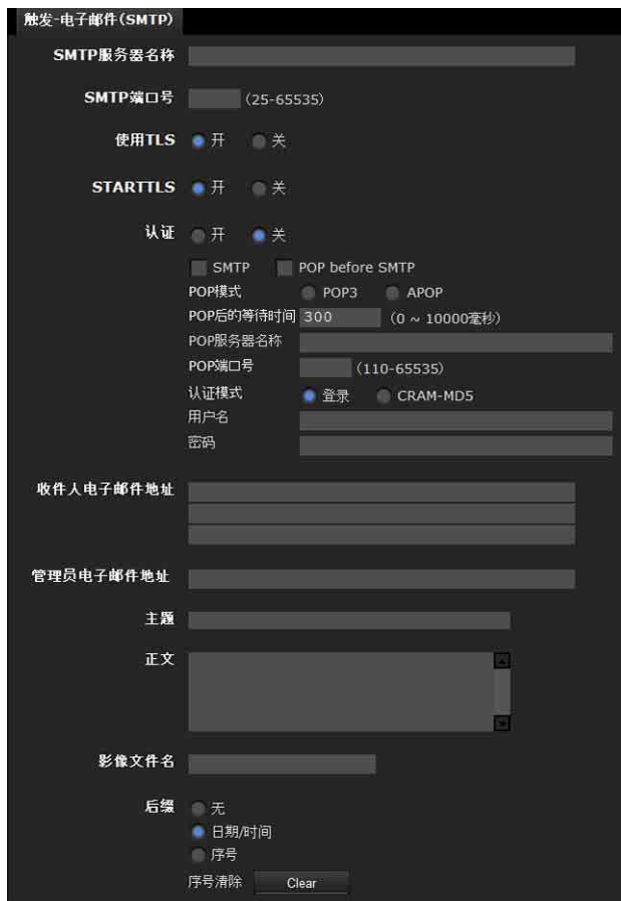 触发-电子邮件(SMTP)
SMTP服务器名称
SMTP端口号 (25-65535)
使用TLS 开 关
STARTTLS 开 关
认证 开 关
SMTP POP before SMTP
POP模式 POP3 APOP
POP后的等待时间 300 (0 ~ 10000毫秒)
POP服务器名称
POP端口号 (110-65535)
认证模式 登录 CRAM-MD5
用户名
密码
收件人电子邮件地址
管理员电子邮件地址
主题
正文
影像文件名
后缀 无
日期/时间
序号
序号清除 Clear